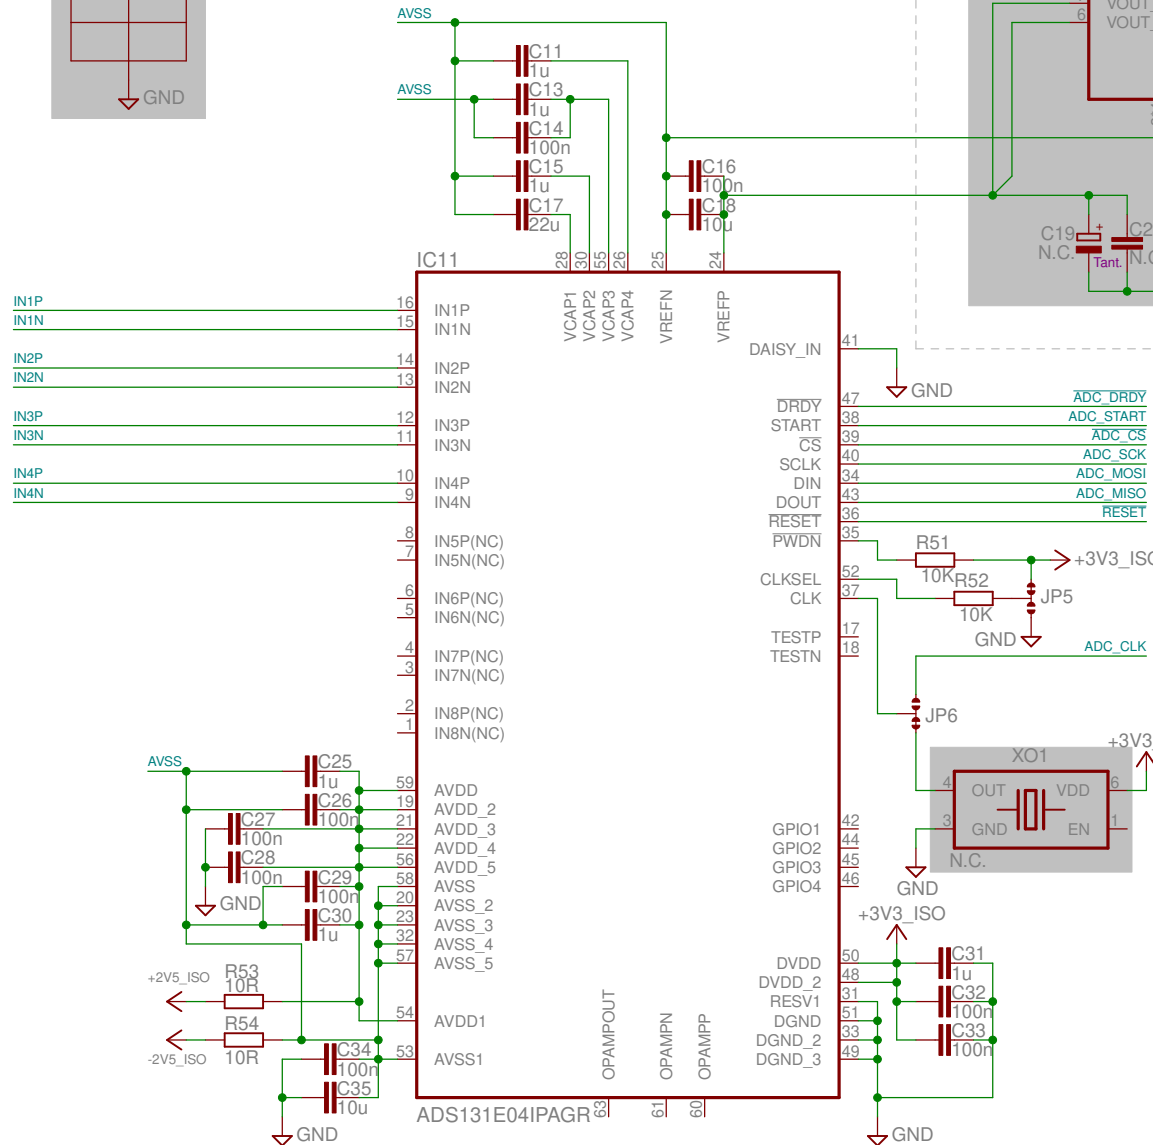 AVSS
VOUT_
6
VOUT_
C11
1u
GND
AVSS
C13
1u
C14
100n
C15
1u
C16
100n
C17
22u
C18
10u
C19
N.C.
+
Tant.
IC11
28
30
55
26
25
24
VCAP1
VCAP2
VCAP3
VCAP4
VREFN
VREFP
IN1P
16
IN1P
IN1N
15
IN1N
IN2P
14
IN2P
IN2N
13
IN2N
IN3P
12
IN3P
IN3N
11
IN3N
IN4P
10
IN4P
IN4N
9
IN4N
8
IN5P(NC)
7
IN5N(NC)
6
IN6P(NC)
5
IN6N(NC)
4
IN7P(NC)
3
IN7N(NC)
2
IN8P(NC)
1
IN8N(NC)
DAISY_IN
41
GND
DRDY
47
ADC_DRDY
START
38
ADC_START
CS
39
ADC_CS
SCLK
40
ADC_SCK
DIN
34
ADC_MOSI
DOUT
43
ADC_MISO
RESET
36
RESET
PWDN
35
R51
10K
+3V3_ISO
CLKSEL
52
R52
10K
JP5
CLK
37
GND
TESTP
17
TESTN
18
ADC_CLK
JP6
+3V3_
XO1
4
OUT
VDD
6
3
GND
EN
1
N.C.
GND
AVSS
C25
1u
C26
100n
C27
100n
C28
100n
C29
100n
GND
C30
1u
59
AVDD
19
AVDD_2
21
AVDD_3
22
AVDD_4
56
AVDD_5
58
AVSS
20
AVSS_2
23
AVSS_3
32
AVSS_4
57
AVSS_5
54
AVDD1
53
AVSS1
+2V5_ISO
R53
10R
-2V5_ISO
R54
10R
C34
100n
C35
10u
GND
GPIO1
42
GPIO2
44
GPIO3
45
GPIO4
46
+3V3_ISO
DVDD
50
DVDD_2
48
RESV1
31
DGND
51
DGND_2
33
DGND_3
49
C31
1u
C32
100n
C33
100n
GND
OPAMPOUT
OPAMPN
OPAMPP
63
61
60
ADS131E04IPAGR